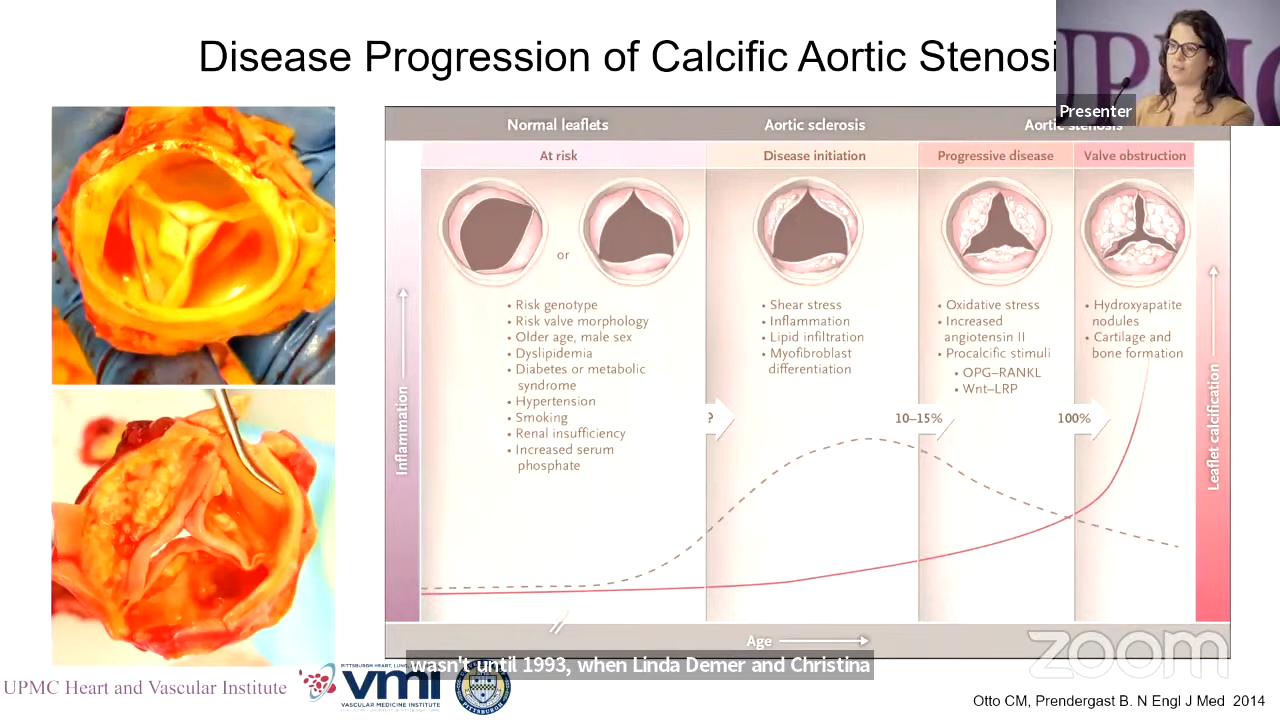 Disease Progression of Calcific Aortic Stenosi
UPMC
Presenter
Normal leaflets
Aortic sclerosis
Aortic stenosis
At risk
Disease initiation
Progressive disease
Valve obstruction
or
• Risk genotype
• Risk valve morphology
• Older age, male sex
• Dyslipidemia
• Diabetes or metabolic
syndrome
• Hypertension
• Smoking
• Renal insufficiency
• Increased serum
phosphate
• Shear stress
• Inflammation
• Lipid infiltration
• Myofibroblast
differentiation
• Oxidative stress
• Increased
angiotensin II
• Procalcific stimuli
• OPG–RANKL
• Wnt–LRP
• Hydroxyapatite
nodules
• Cartilage and
bone formation
?
10–15%
100%
Inflammation
Leaflet calcification
Age
zoom
wasn't until 1993, when Linda Demer and Christina
UPMC Heart and Vascular Institute
PITTSBURGH HEART, LUNG
vmi
VASCULAR MEDICINE INSTITUTE
PITTSBURGH
Otto CM, Prendergast B. N Engl J Med 2014